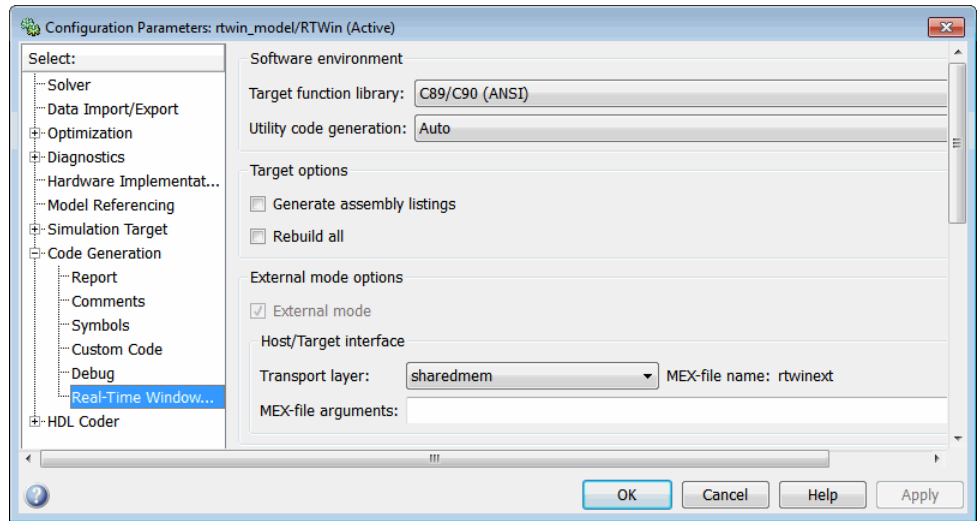 Configuration Parameters: rtwin_model/RTWin (Active)
Select:
Solver
Data Import/Export
Optimization
Diagnostics
Hardware Implementat...
Model Referencing
Simulation Target
Code Generation
Report
Comments
Symbols
Custom Code
Debug
Real-Time Window...
HDL Coder
Software environment
Target function library: C89/C90 (ANSI)
Utility code generation: Auto
Target options
Generate assembly listings
Rebuild all
External mode options
External mode
Host/Target interface
Transport layer: sharedmem MEX-file name: rtwinext
MEX-file arguments:
OK Cancel Help Apply